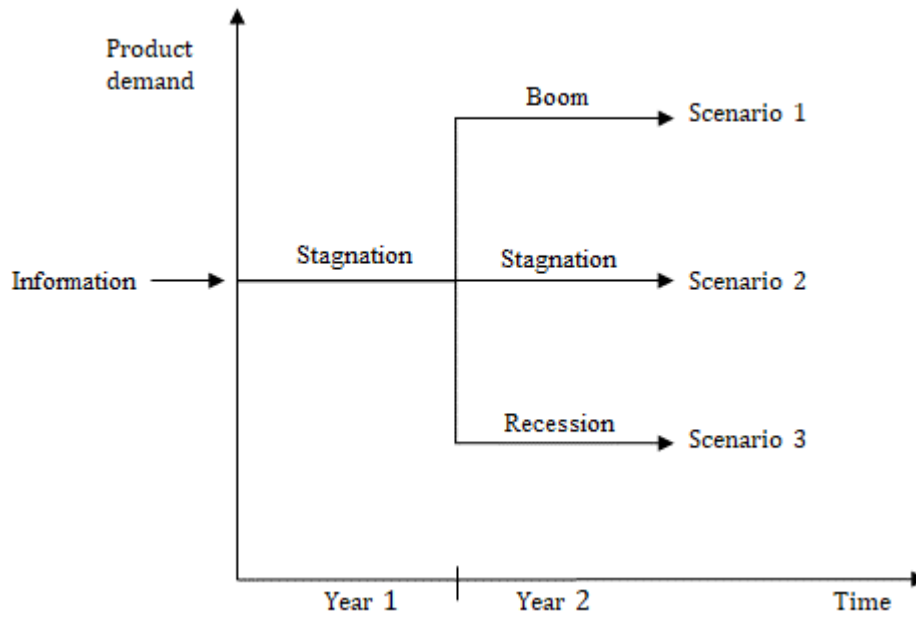 Product
demand
Boom
Scenario 1
Stagnation
Stagnation
Information
Scenario 2
Recession
Scenario 3
Year 1
Year 2
Time